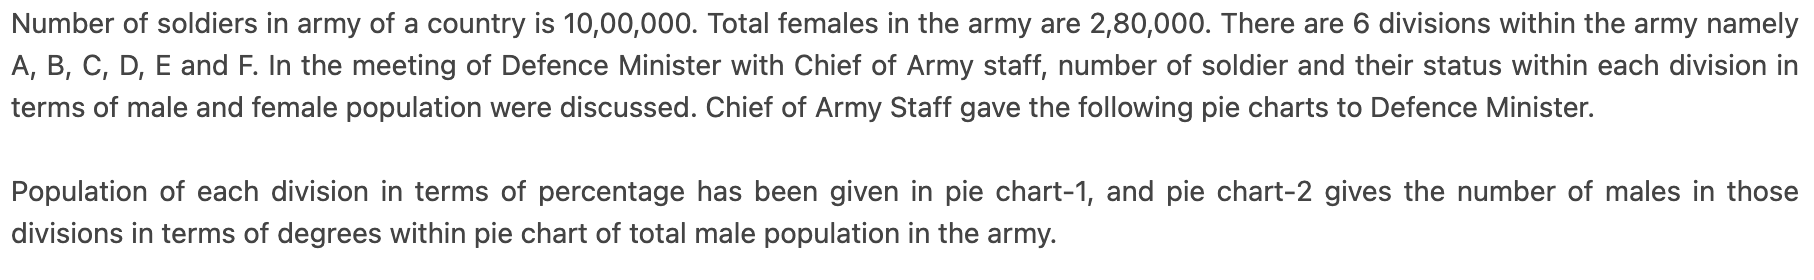 Number of soldiers in army of a country is 10,00,000. Total females in the army are 2,80,000. There are 6 divisions within the army namely
A, B, C, D, E and F. In the meeting of Defence Minister with Chief of Army staff, number of soldier and their status within each division in
terms of male and female population were discussed. Chief of Army Staff gave the following pie charts to Defence Minister.
Population of each division in terms of percentage has been given in pie chart-1, and pie chart-2 gives the number of males in those
divisions in terms of degrees within pie chart of total male population in the army.